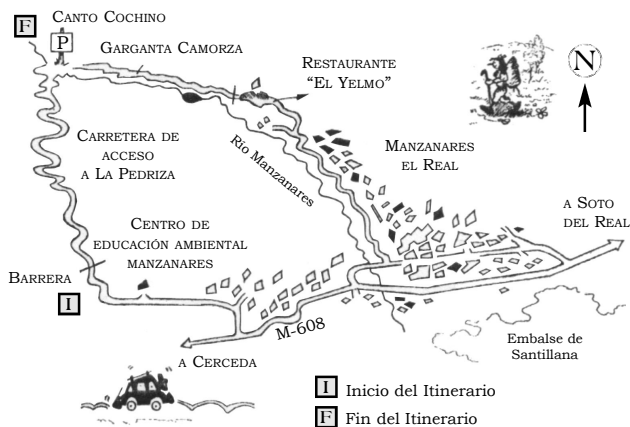 CANTO COCHINO
F
P
GARGANTA CAMORZA
N
RESTAURANTE
"EL YELMO"
CARRETERA DE
ACCESO
A LA PEDRIZA
Río Manzanares
MANZANARES
EL REAL
A SOTO
DEL REAL
CENTRO DE
EDUCACIÓN AMBIENTAL
MANZANARES
BARRERA
I
M-608
Embalse de
Santillana
A CERCEDA
I Inicio del Itinerario
F Fin del Itinerario